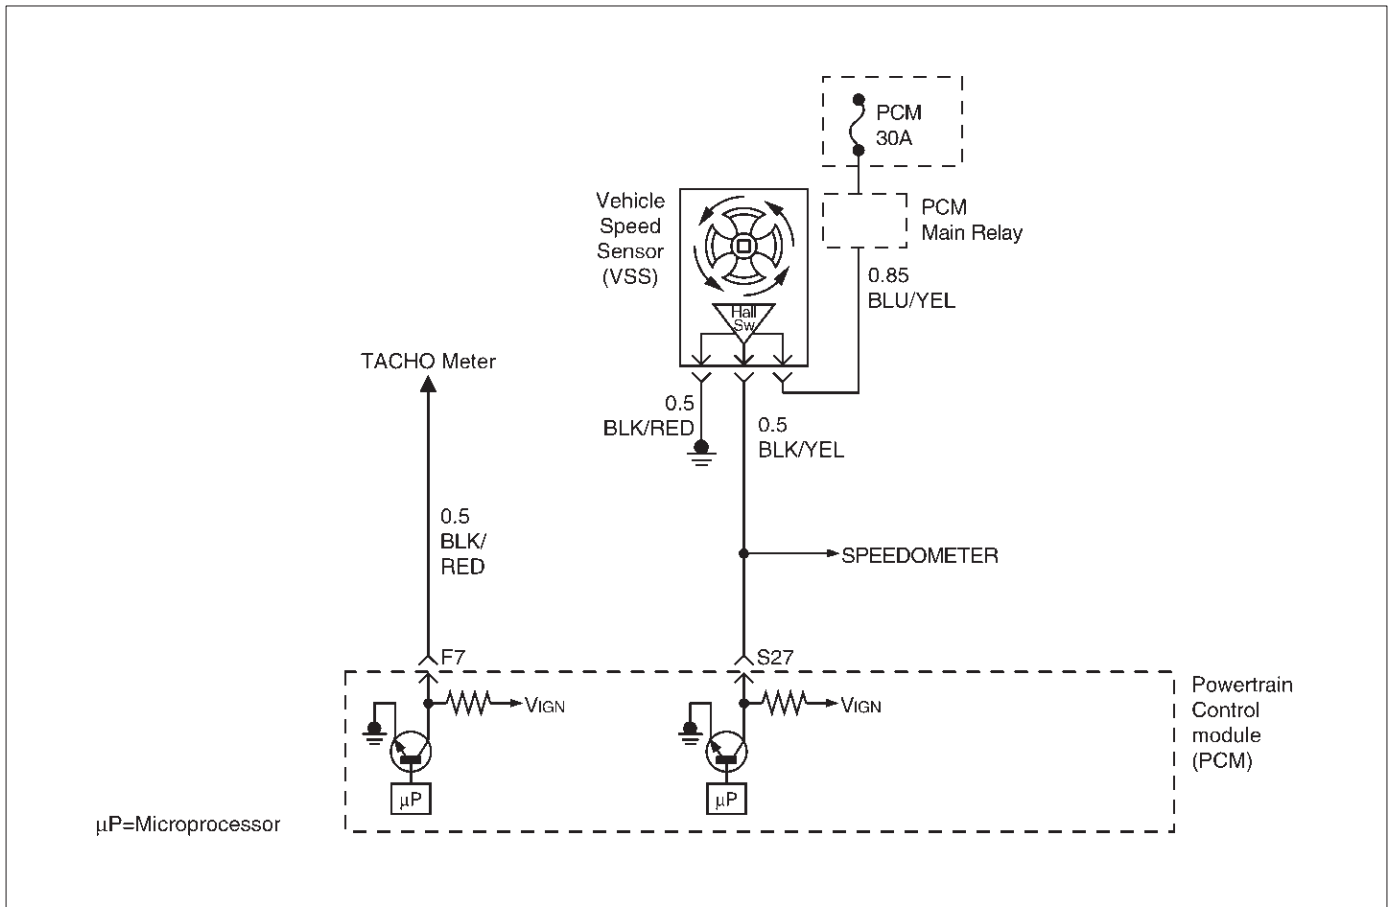 PCM
30A
Vehicle
Speed
Sensor
(VSS)
PCM
Main Relay
0.85
BLU/YEL
Hall
Sw.
TACHO Meter
0.5
BLK/RED
0.5
BLK/YEL
0.5
BLK/
RED
SPEEDOMETER
F7
S27
VIGN
VIGN
Powertrain
Control
module
(PCM)
µP
µP
µP=Microprocessor